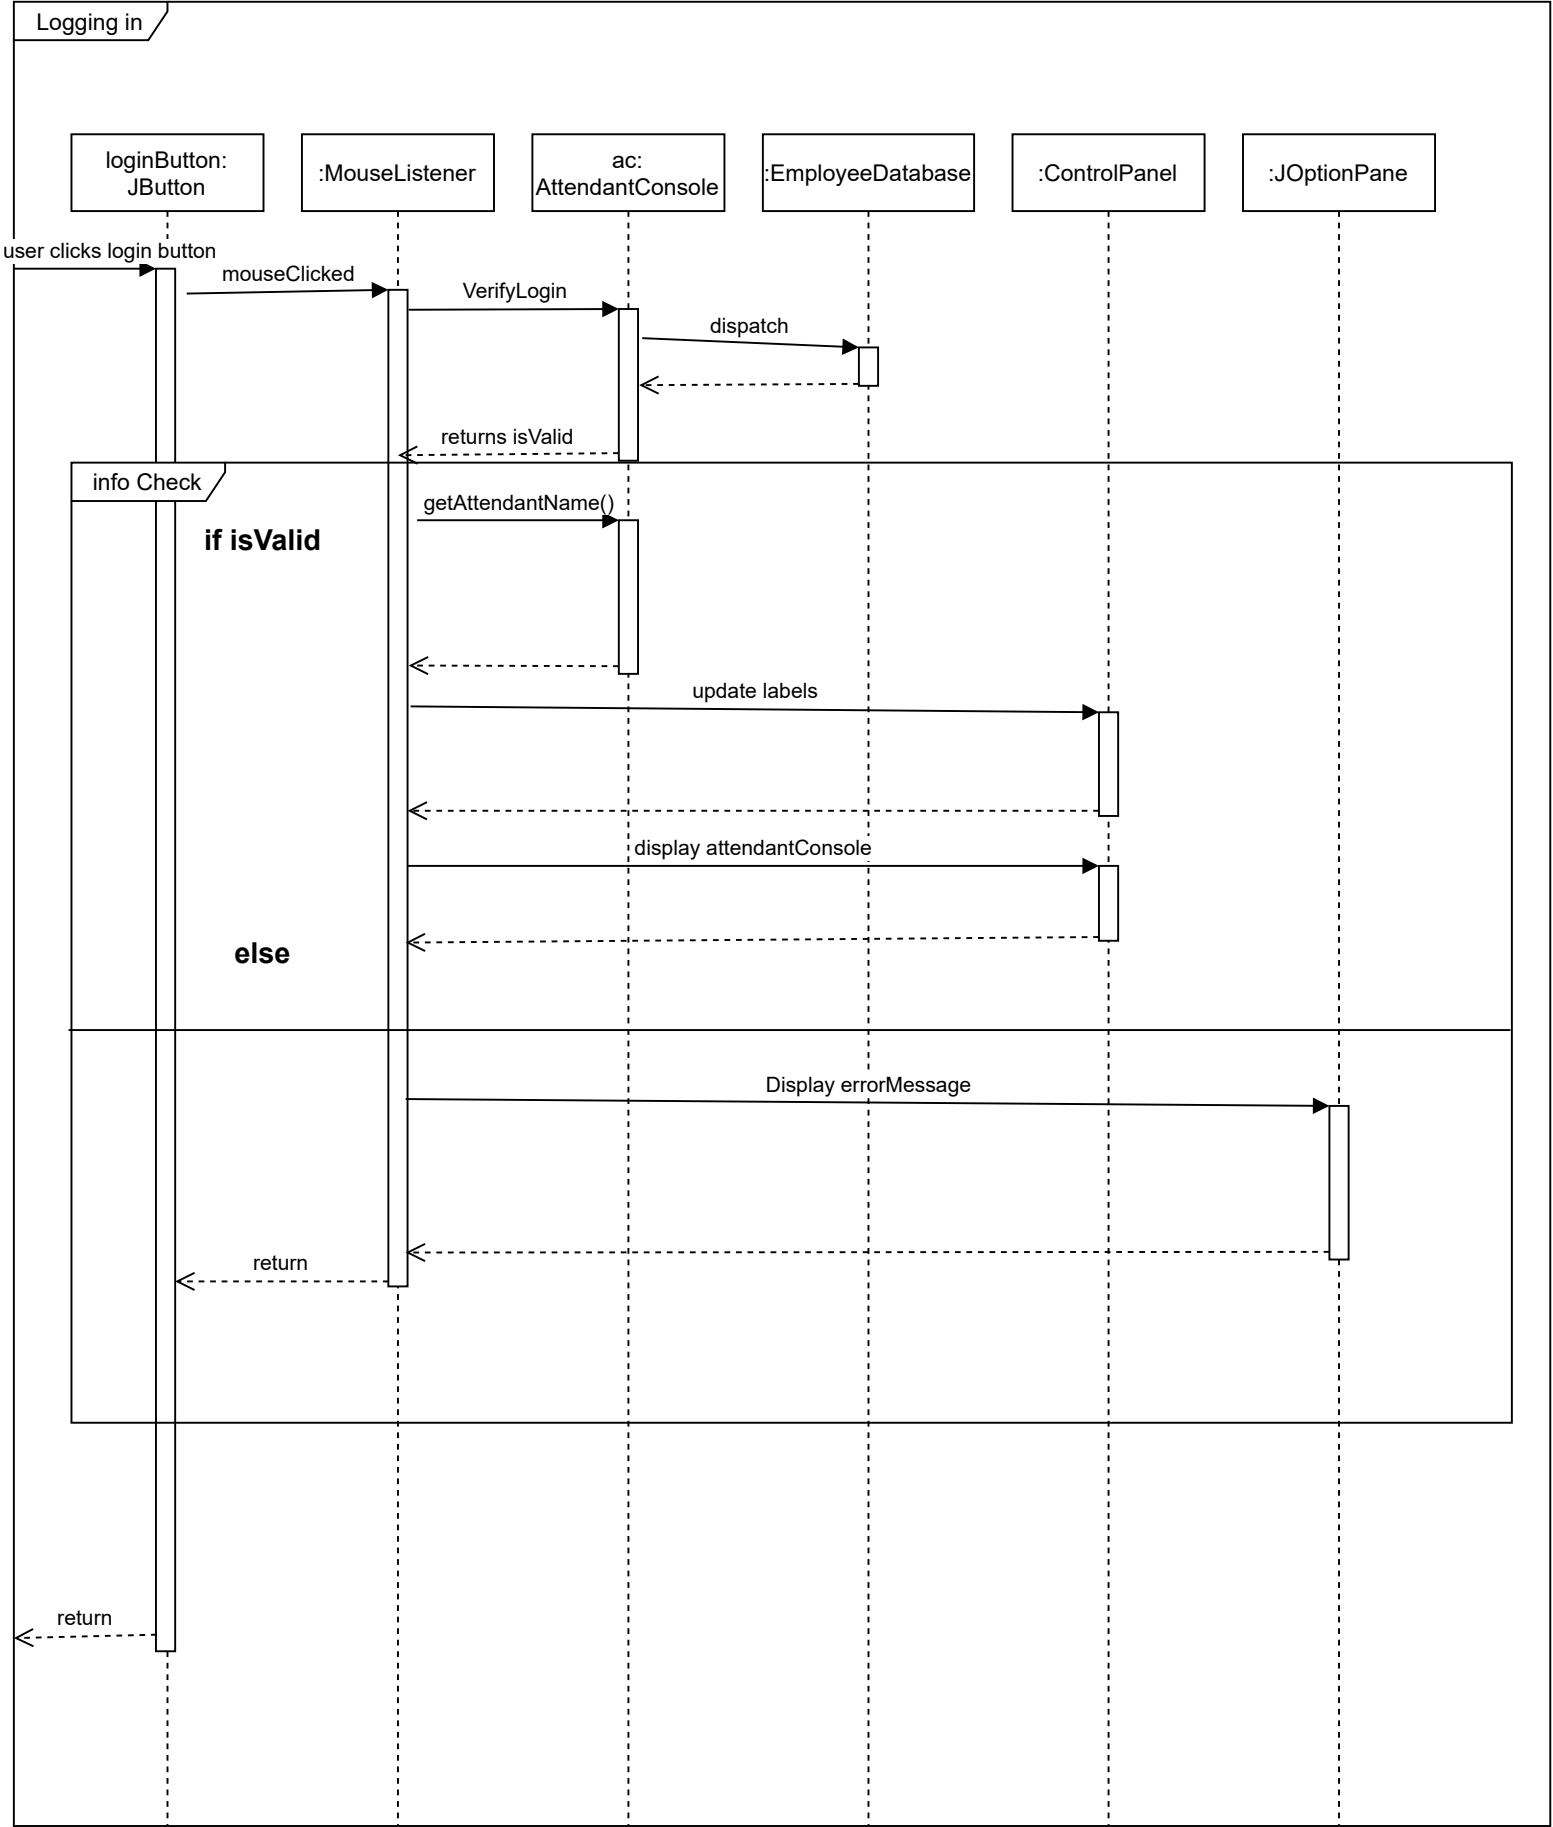 Logging in
loginButton:
JButton
:MouseListener
ac:
AttendantConsole
:EmployeeDatabase
:ControlPanel
:JOptionPane
user clicks login button
mouseClicked
VerifyLogin
dispatch
returns isValid
info Check
getAttendantName()
if isValid
update labels
display attendantConsole
else
Display errorMessage
return
return